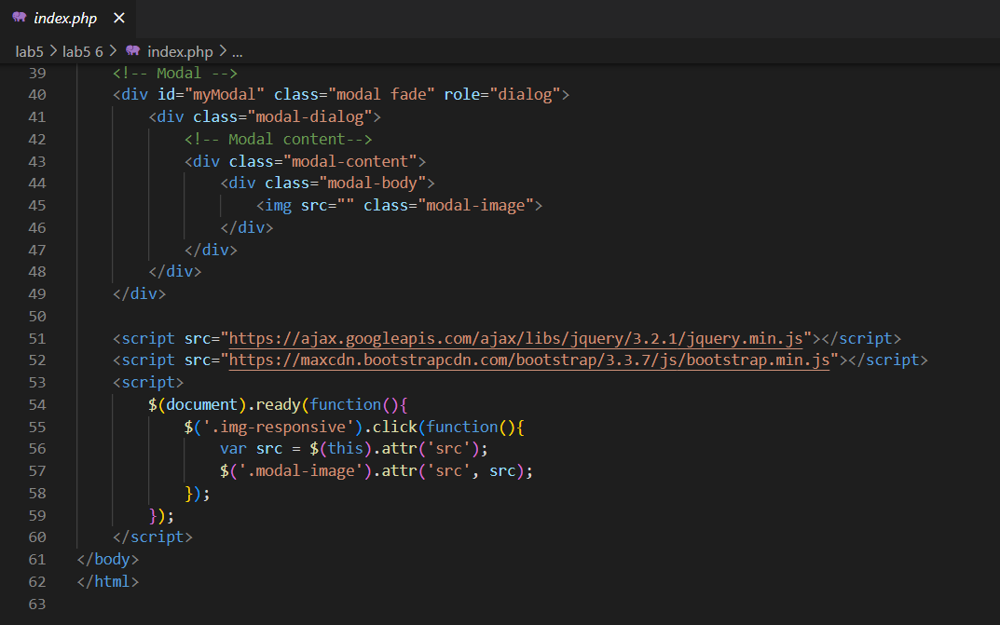 index.php ×
lab5 > lab5 6 > index.php > ...
39 <!-- Modal -->
40 <div id="myModal" class="modal fade" role="dialog">
41 <div class="modal-dialog">
42 <!-- Modal content-->
43 <div class="modal-content">
44 <div class="modal-body">
45 <img src="" class="modal-image">
46 </div>
47 </div>
48 </div>
49 </div>
50
51 <script src="https://ajax.googleapis.com/ajax/libs/jquery/3.2.1/jquery.min.js"></script>
52 <script src="https://maxcdn.bootstrapcdn.com/bootstrap/3.3.7/js/bootstrap.min.js"></script>
53 <script>
54 $(document).ready(function(){
55 $('.img-responsive').click(function(){
56 var src = $(this).attr('src');
57 $('.modal-image').attr('src', src);
58 });
59 });
60 </script>
61 </body>
62 </html>
63